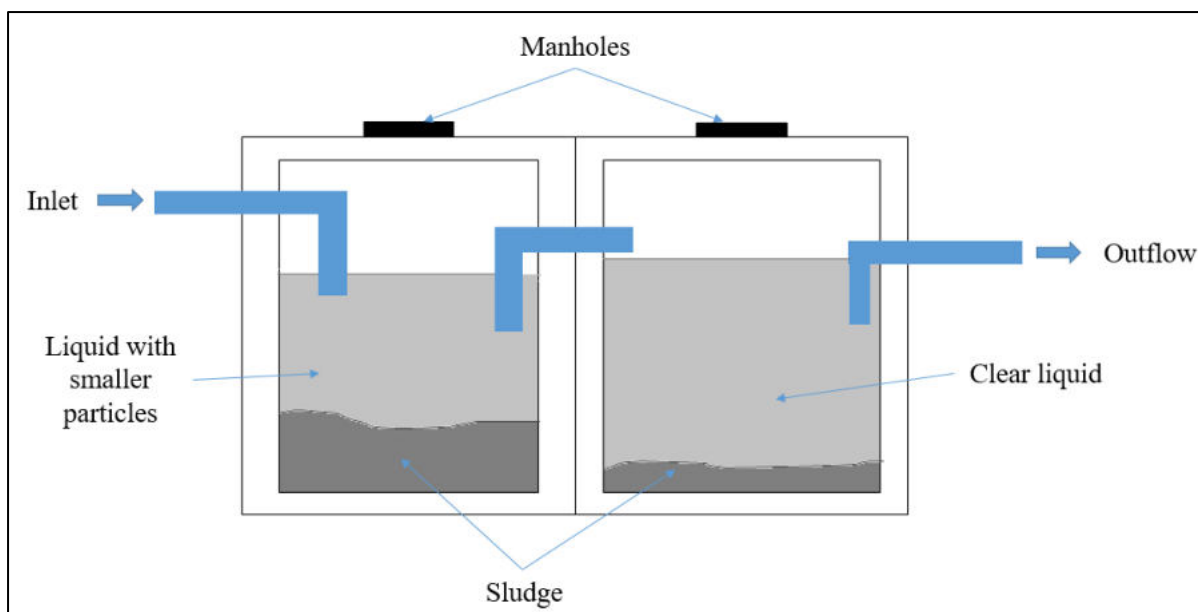 Manholes
Inlet
Outflow
Liquid with
smaller
particles
Clear liquid
Sludge